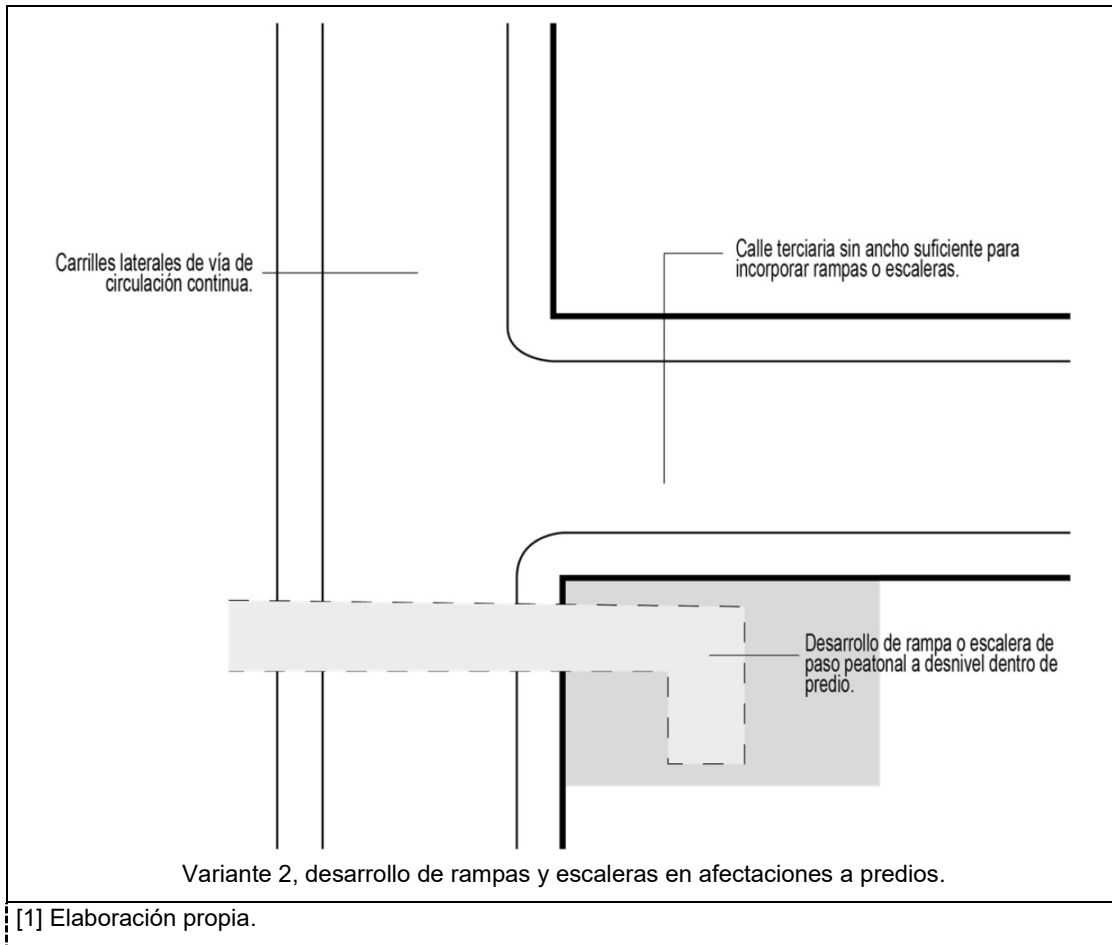 Carriles laterales de vía de
circulación continua.
Calle terciaria sin ancho suficiente para
incorporar rampas o escaleras.
Desarrollo de rampa o escalera de
paso peatonal a desnivel dentro de
predio.
Variante 2, desarrollo de rampas y escaleras en afectaciones a predios.
[1] Elaboración propia.